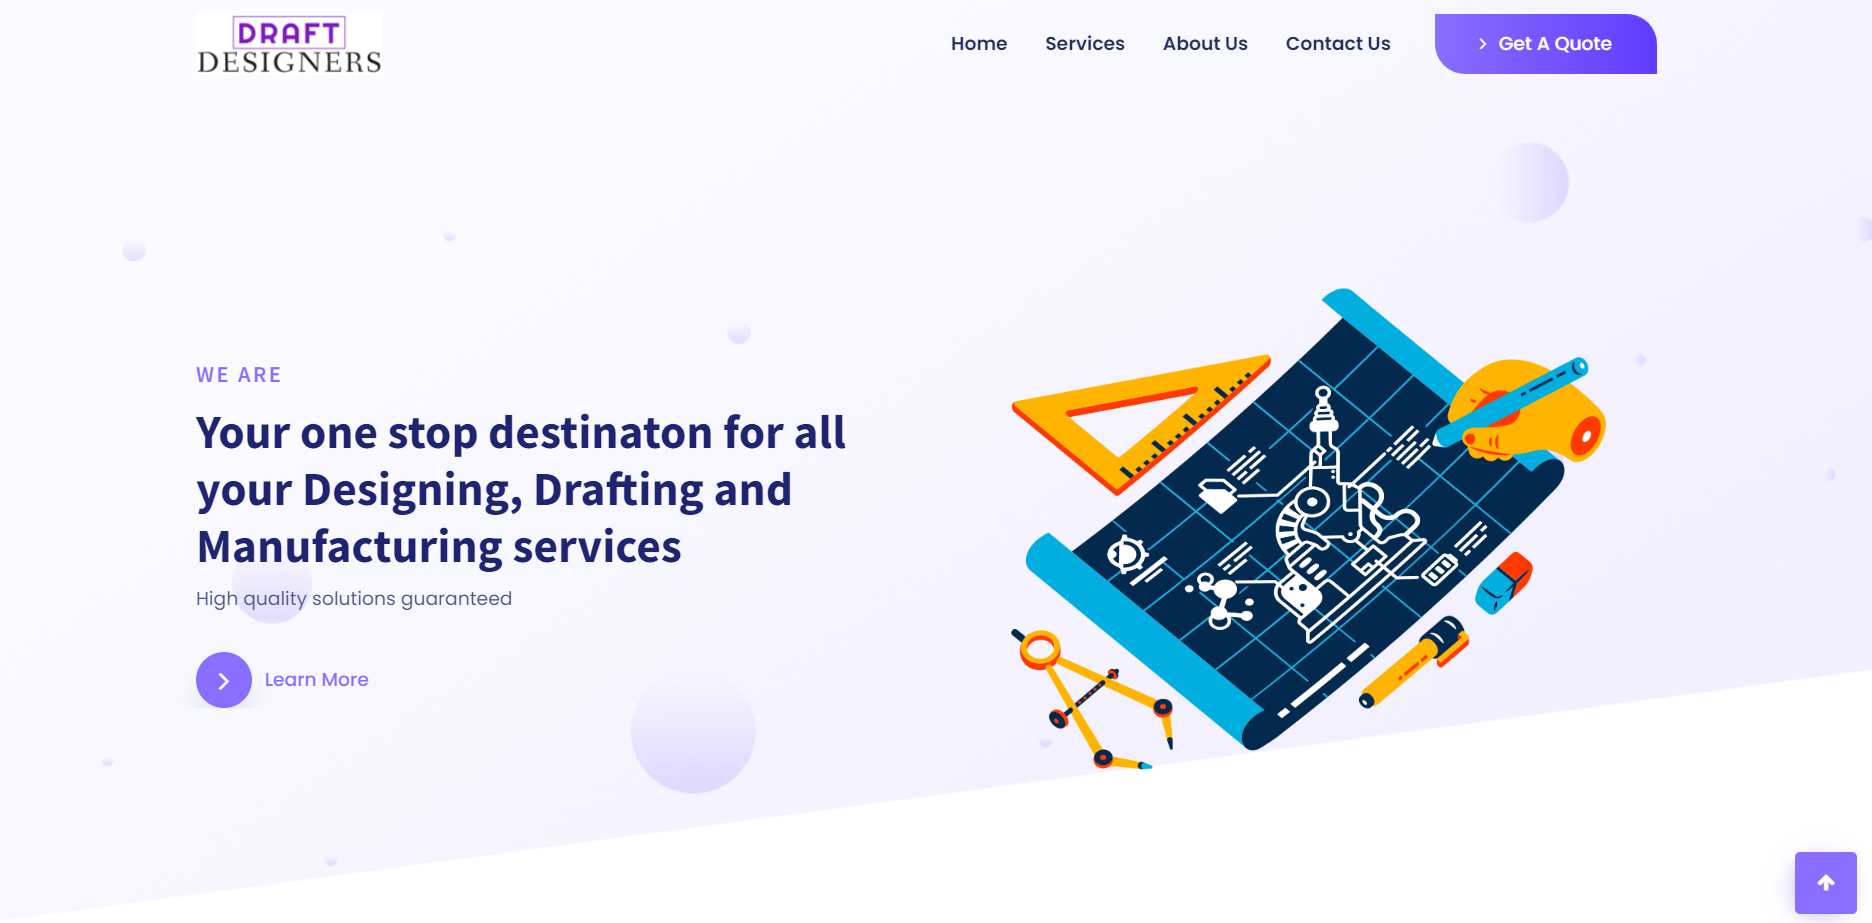 DRAFT
DESIGNERS
Home
Services
About Us
Contact Us
Get A Quote
WE ARE
Your one stop destinaton for all
your Designing, Drafting and
Manufacturing services
High quality solutions guaranteed
Learn More